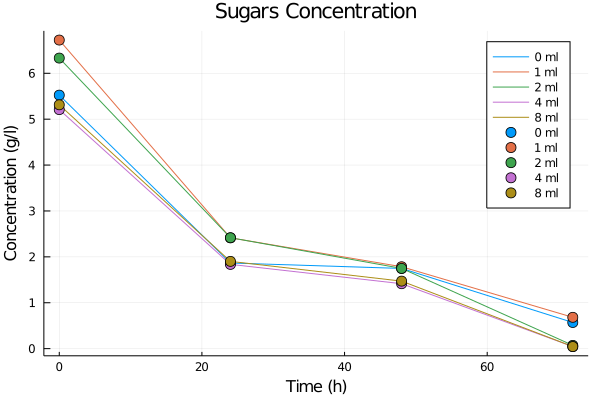 Sugars Concentration
Concentration (g/l)
6
5
4
3
2
1
0
0 ml
1 ml
2 ml
4 ml
8 ml
0 ml
1 ml
2 ml
4 ml
8 ml
0 20 40 60
Time (h)